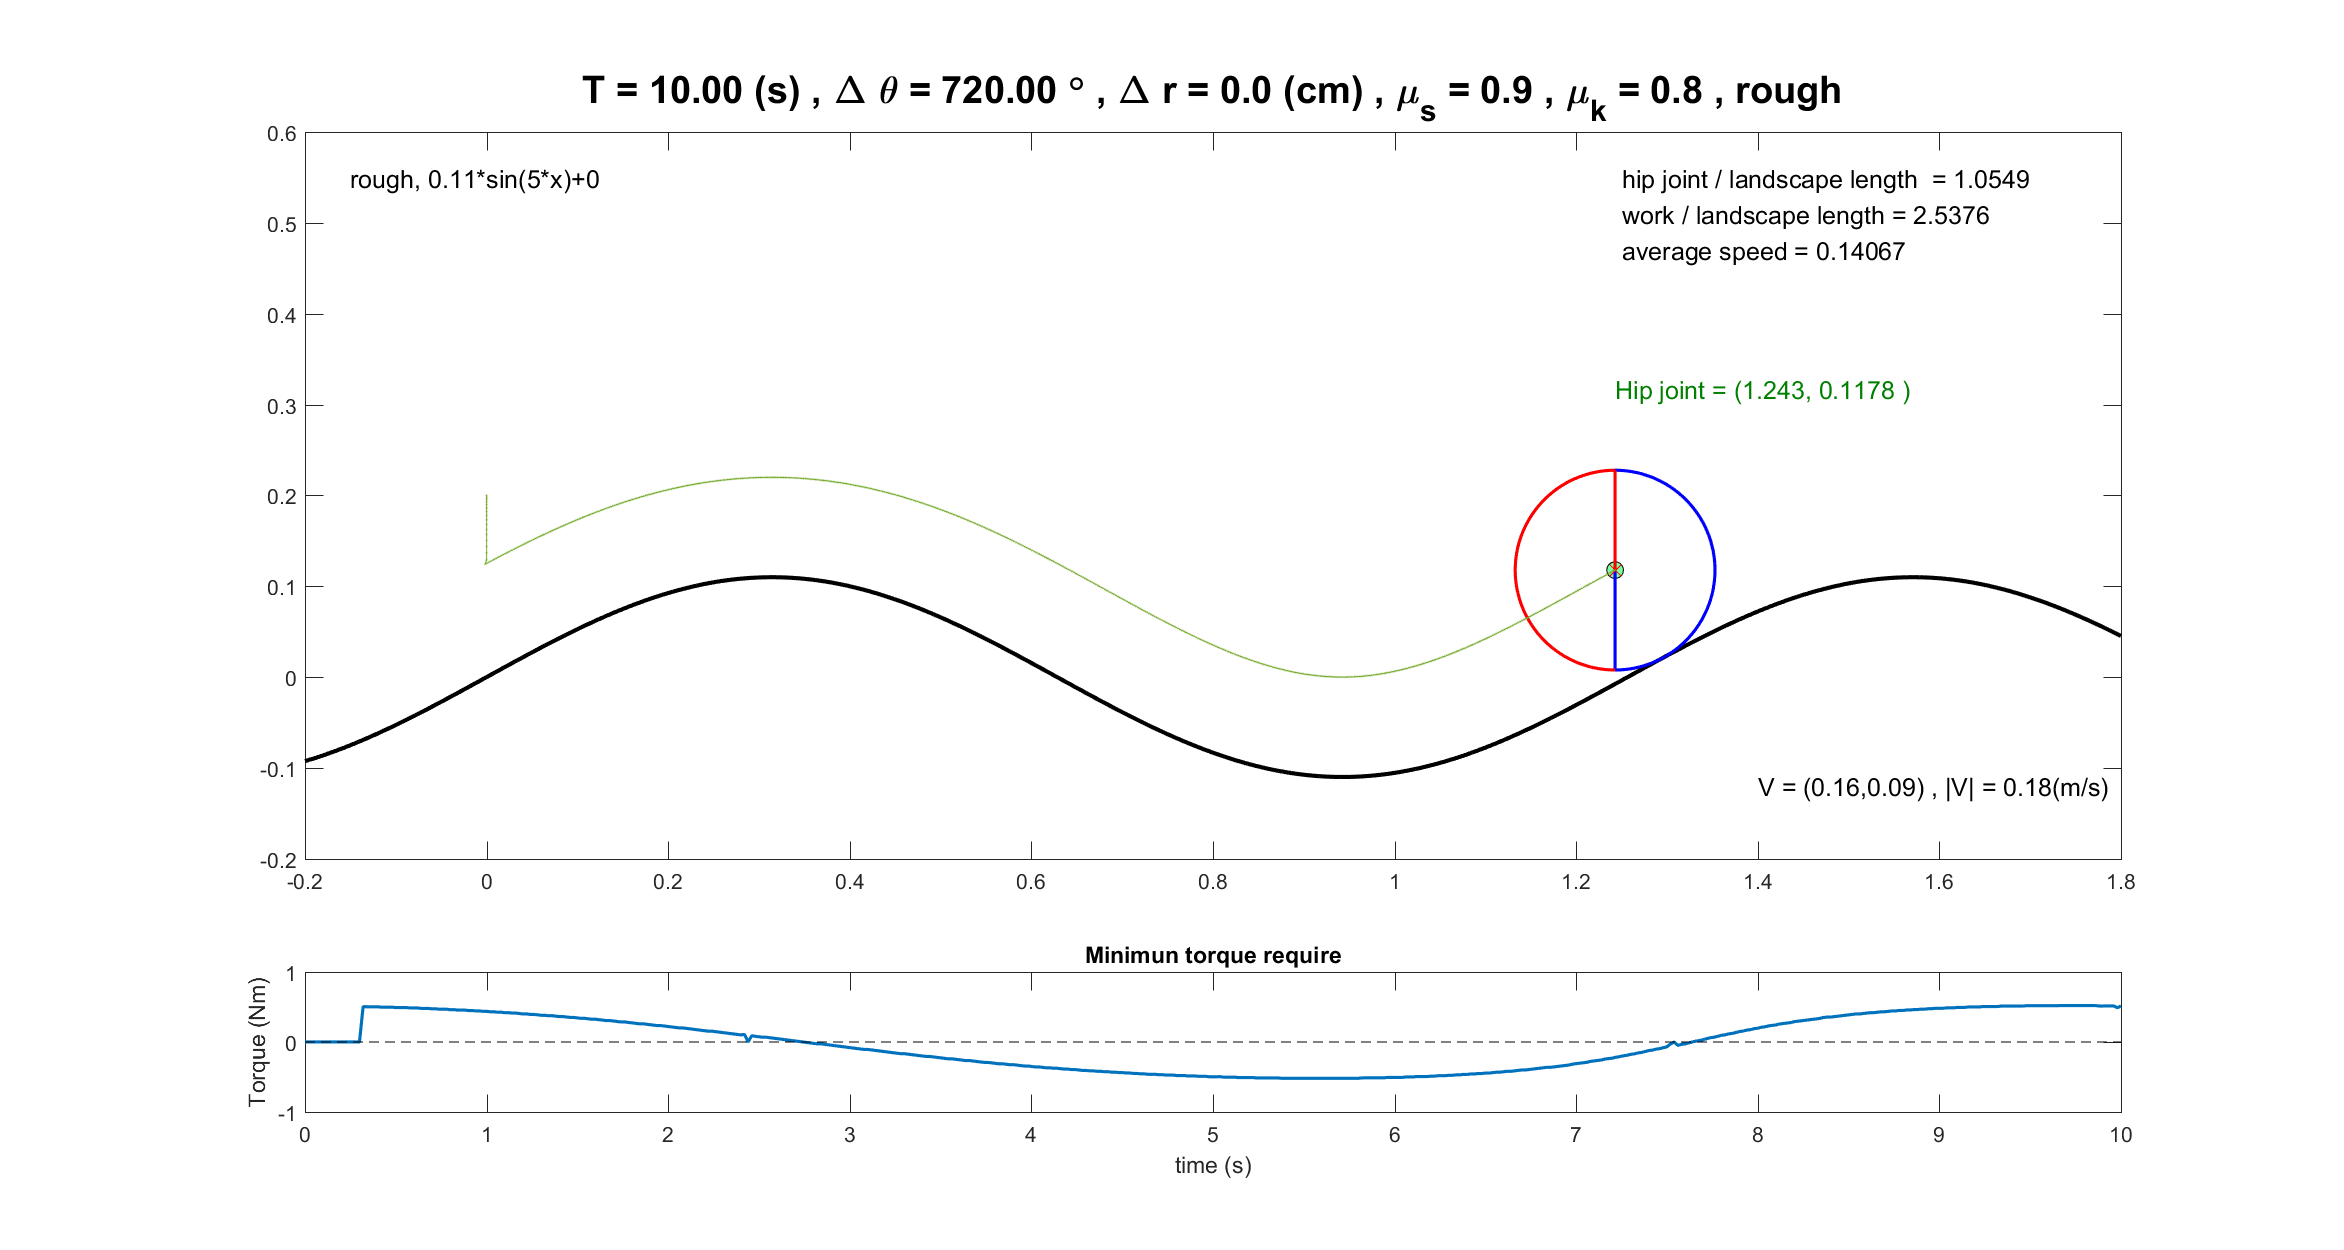 T = 10.00 (s) , Δ θ = 720.00 ° , Δ r = 0.0 (cm) , μs = 0.9 , μk = 0.8 , rough
rough, 0.11*sin(5*x)+0
hip joint / landscape length = 1.0549
work / landscape length = 2.5376
average speed = 0.14067
Hip joint = (1.243, 0.1178 )
V = (0.16,0.09) , |V| = 0.18(m/s)
0.6
0.5
0.4
0.3
0.2
0.1
0
-0.1
-0.2
-0.2 0 0.2 0.4 0.6 0.8 1 1.2 1.4 1.6 1.8
Minimun torque require
Torque (Nm)
1
0
-1
0 1 2 3 4 5 6 7 8 9 10
time (s)